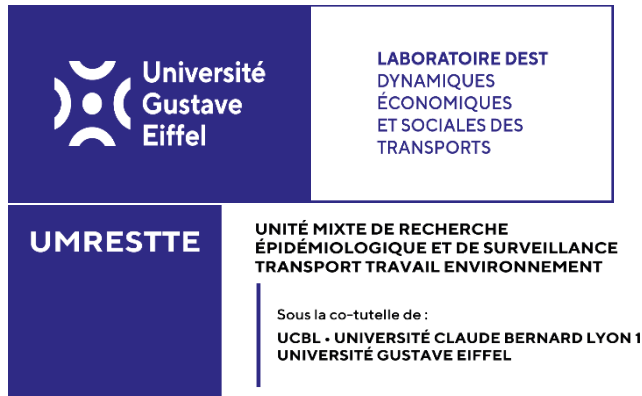 Université
Gustave
Eiffel
LABORATOIRE DEST
DYNAMIQUES
ÉCONOMIQUES
ET SOCIALES DES
TRANSPORTS
UMRESTTE
UNITÉ MIXTE DE RECHERCHE
ÉPIDÉMIOLOGIQUE ET DE SURVEILLANCE
TRANSPORT TRAVAIL ENVIRONNEMENT
Sous la co-tutelle de :
UCBL • UNIVERSITÉ CLAUDE BERNARD LYON 1
UNIVERSITÉ GUSTAVE EIFFEL